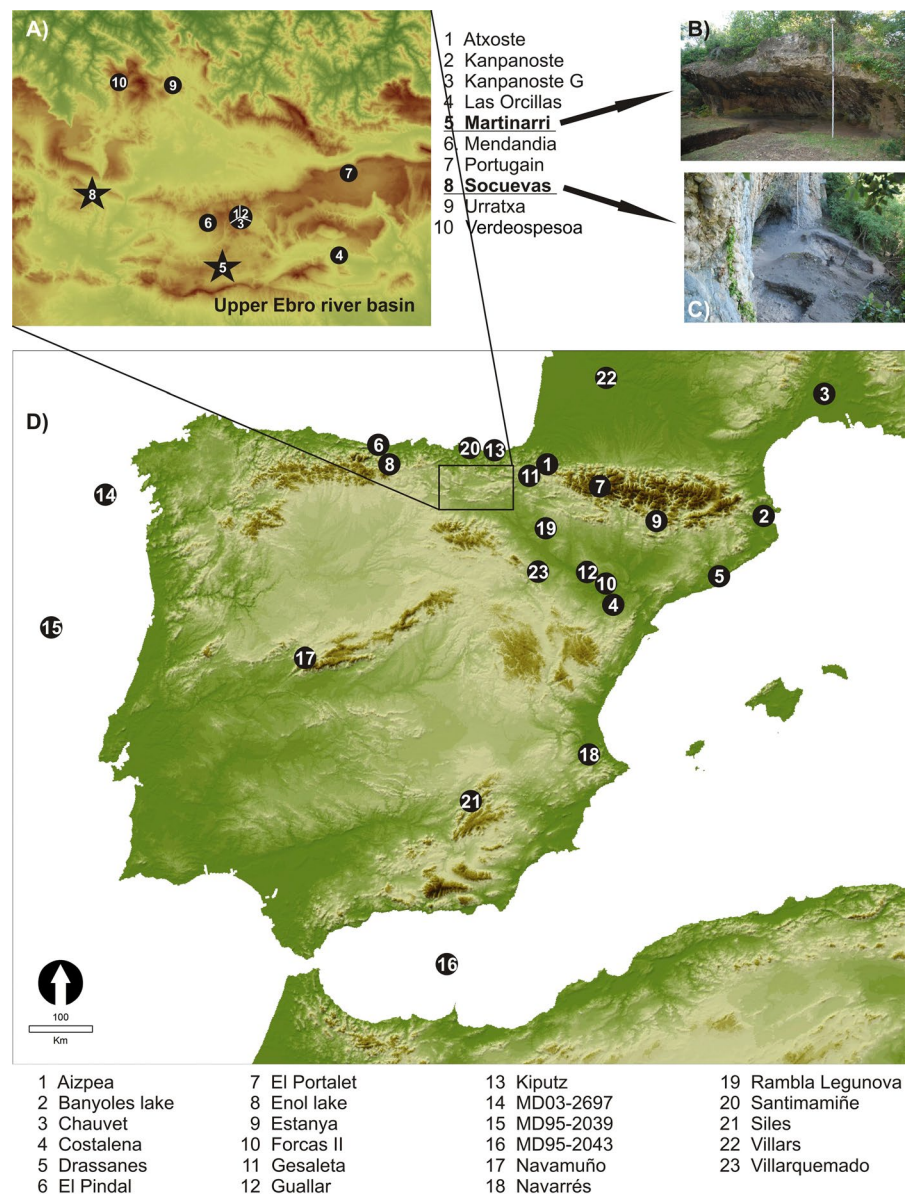 A)
10
9
7
8
6
12
3
4
5
Upper Ebro river basin
1 Atxoste
2 Kanpanoste
3 Kanpanoste G
4 Las Orcillas
5 Martinarri
6 Mendandia
7 Portugain
8 Socuevas
9 Urratxa
10 Verdeospesoa
B)
C)
D)
22
3
6
20
13
8
11
1
7
14
9
2
19
23
12
10
5
4
15
17
18
21
16
100
Km
1 Aizpea
2 Banyoles lake
3 Chauvet
4 Costalena
5 Drassanes
6 El Pindal
7 El Portalet
8 Enol lake
9 Estanya
10 Forcas II
11 Gesaleta
12 Guallar
13 Kiputz
14 MD03-2697
15 MD95-2039
16 MD95-2043
17 Navamuño
18 Navarrés
19 Rambla Legunova
20 Santimamiñe
21 Siles
22 Villars
23 Villarquemado